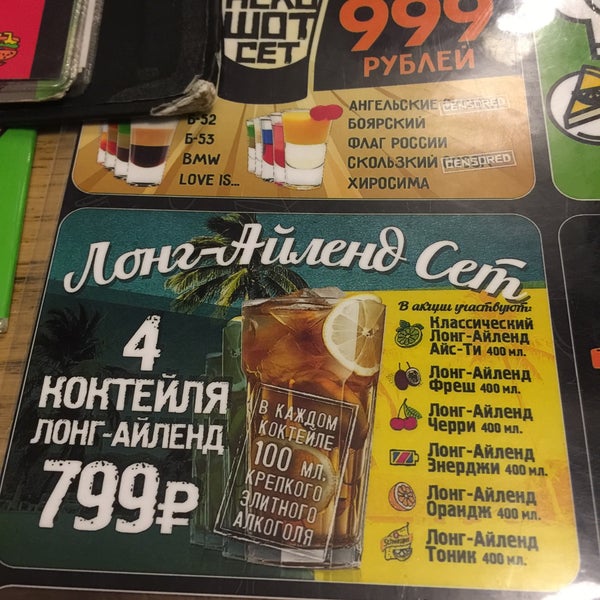 ШОТ
СЕТ
999
РУБЛЕЙ
Б-52
Б-53
BMW
LOVE IS...
АНГЕЛЬСКИЕ CENSORED
БОЯРСКИЙ
ФЛАГ РОССИИ
СКОЛЬЗКИЙ CENSORED
ХИРОСИМА
Лонг-Айленд Сет
4
КОКТЕЙЛЯ
ЛОНГ-АЙЛЕНД
799₽
В КАЖДОМ
КОКТЕЙЛЕ
100 МЛ.
КРЕПКОГО
ЭЛИТНОГО
АЛКОГОЛЯ
В акции участвуют:
Классический
Лонг-Айленд
Айс-Ти 400 мл.
Лонг-Айленд
Фреш 400 мл.
Лонг-Айленд
Черри 400 мл.
Лонг-Айленд
Энерджи 400 мл.
Лонг-Айленд
Орандж 400 мл.
Лонг-Айленд
Тоник 400 мл.